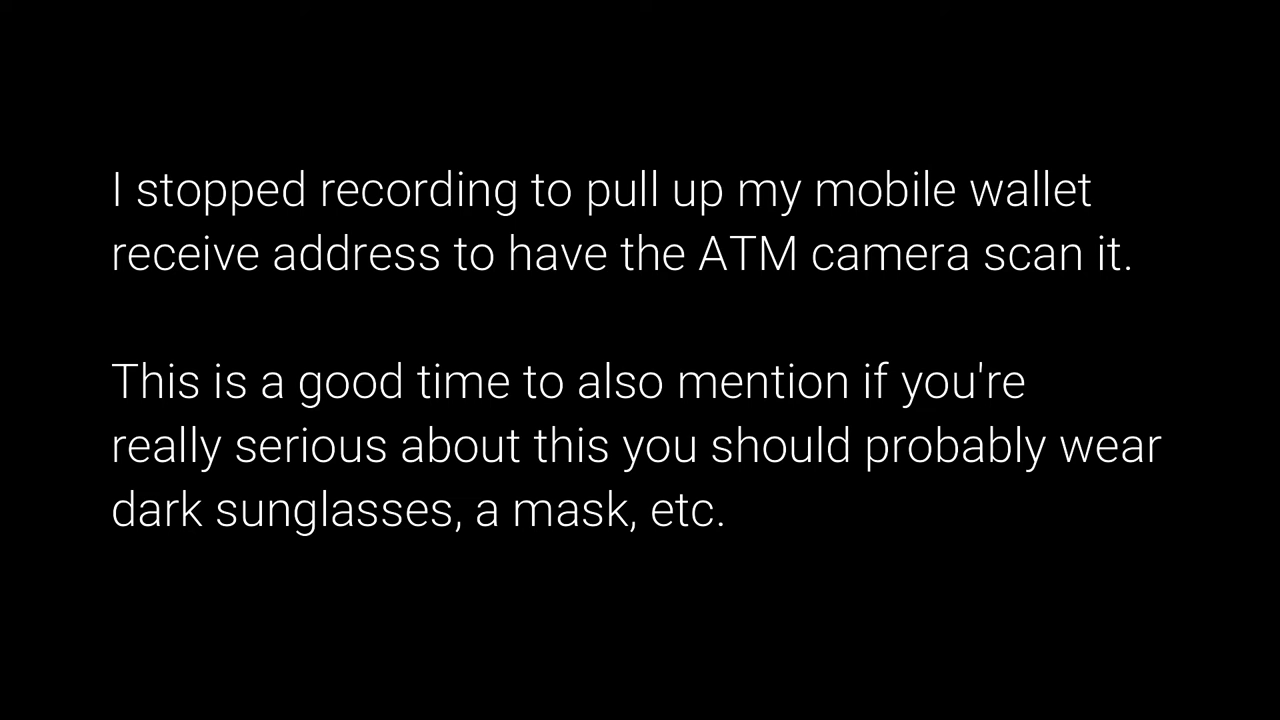 I stopped recording to pull up my mobile wallet
receive address to have the ATM camera scan it.
This is a good time to also mention if you're
really serious about this you should probably wear
dark sunglasses, a mask, etc.